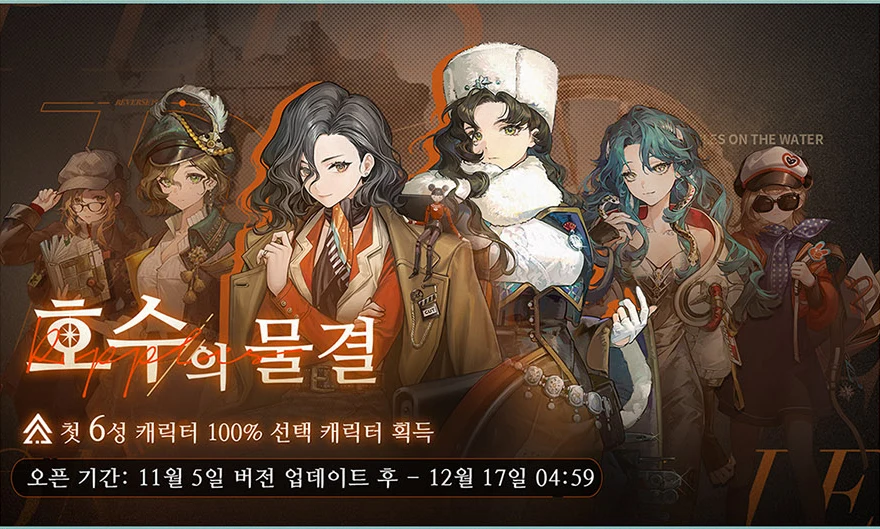 REVERSE
LES ON THE WATER
호수의 물결
첫 6성 캐릭터 100% 선택 캐릭터 획득
오픈 기간: 11월 5일 버전 업데이트 후 – 12월 17일 04:59